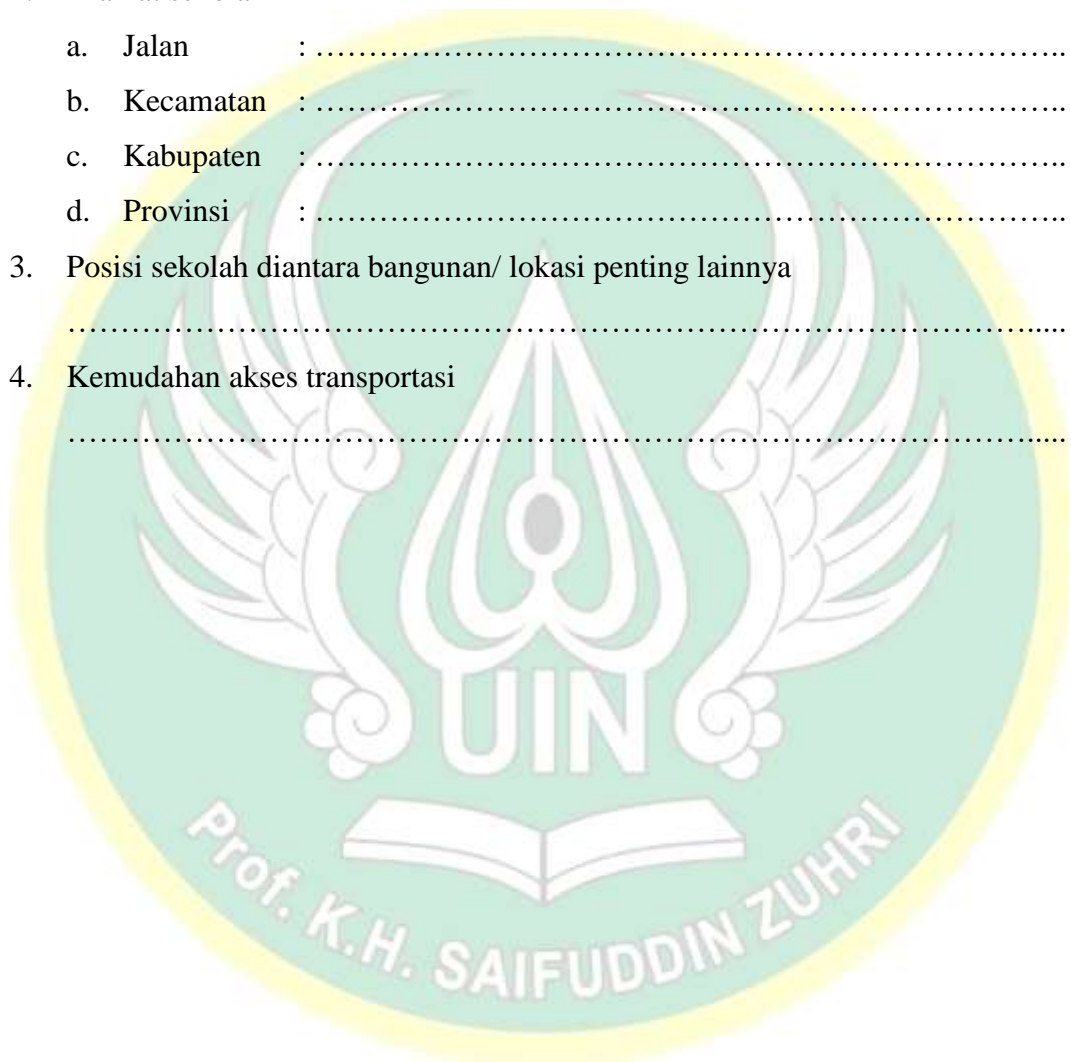 a. Jalan : ………………………………………………………………..
b. Kecamatan : ………………………………………………………………..
c. Kabupaten : ………………………………………………………………..
d. Provinsi : ………………………………………………………………..
3. Posisi sekolah diantara bangunan/ lokasi penting lainnya
……………………………………………………………………………………....
4. Kemudahan akses transportasi
……………………………………………………………………………………....
UIN
Prof. K.H. SAIFUDDIN ZUHRI